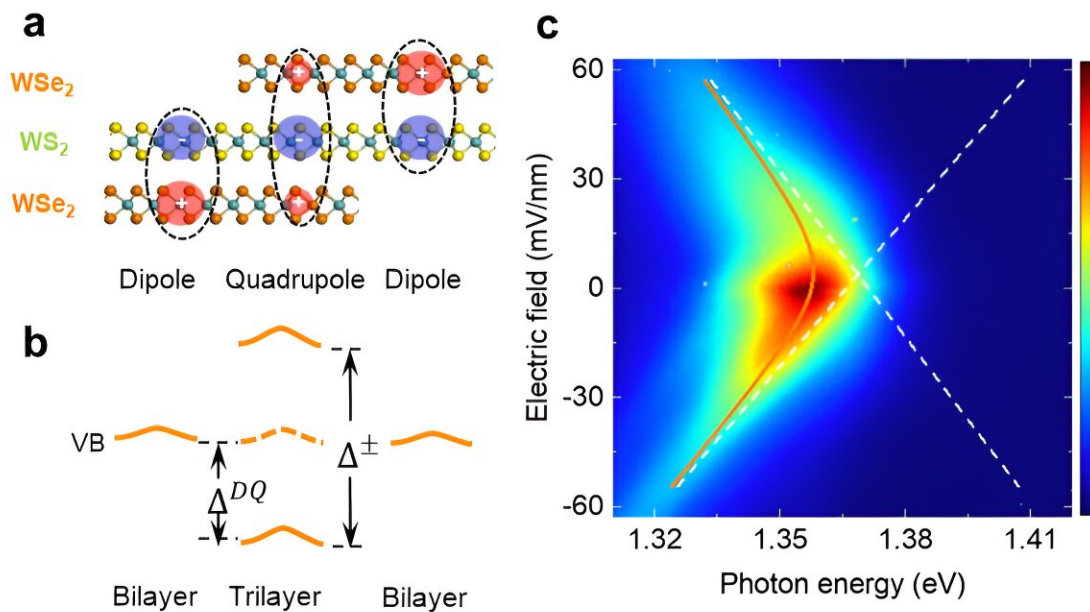 a
WSe₂
WS₂
WSe₂
+ + 
- - -
+ +
Dipole Quadrupole Dipole
b
VB
Δ^{DQ}
Δ^±
Bilayer Trilayer Bilayer
c
Electric field (mV/nm)
60
30
0
-30
-60
1.32 1.35 1.38 1.41
Photon energy (eV)